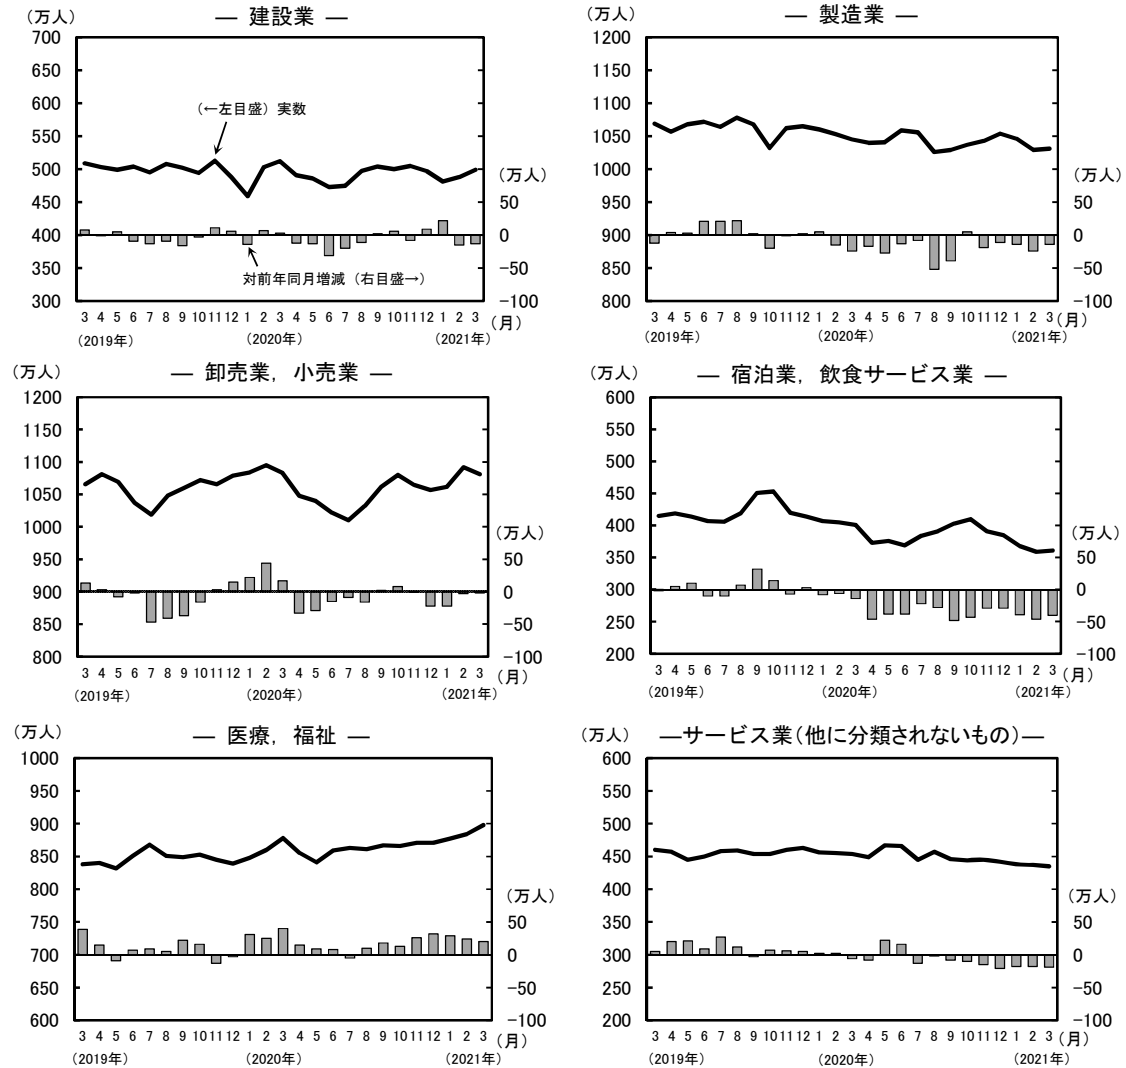 (万人)
― 建設業 ―
700
650
600
550
500
450
400
350
300
(←左目盛) 実数
対前年同月増減 (右目盛→)
(万人)
50
0
−50
−100
3 4 5 6 7 8 9 10 11 12 1 2 3 4 5 6 7 8 9 10 11 12 1 2 3 (月)
(2019年) (2020年) (2021年)
(万人)
― 製造業 ―
1200
1150
1100
1050
1000
950
900
850
800
(万人)
50
0
−50
−100
3 4 5 6 7 8 9 10 11 12 1 2 3 4 5 6 7 8 9 10 11 12 1 2 3 (月)
(2019年) (2020年) (2021年)
(万人)
― 卸売業，小売業 ―
1200
1150
1100
1050
1000
950
900
850
800
(万人)
50
0
−50
−100
3 4 5 6 7 8 9 10 11 12 1 2 3 4 5 6 7 8 9 10 11 12 1 2 3 (月)
(2019年) (2020年) (2021年)
(万人)
― 宿泊業，飲食サービス業 ―
600
550
500
450
400
350
300
250
200
(万人)
50
0
−50
−100
3 4 5 6 7 8 9 10 11 12 1 2 3 4 5 6 7 8 9 10 11 12 1 2 3 (月)
(2019年) (2020年) (2021年)
(万人)
― 医療，福祉 ―
1000
950
900
850
800
750
700
650
600
(万人)
50
0
−50
−100
3 4 5 6 7 8 9 10 11 12 1 2 3 4 5 6 7 8 9 10 11 12 1 2 3 (月)
(2019年) (2020年) (2021年)
(万人)
―サービス業(他に分類されないもの)―
600
550
500
450
400
350
300
250
200
(万人)
50
0
−50
−100
3 4 5 6 7 8 9 10 11 12 1 2 3 4 5 6 7 8 9 10 11 12 1 2 3 (月)
(2019年) (2020年) (2021年)